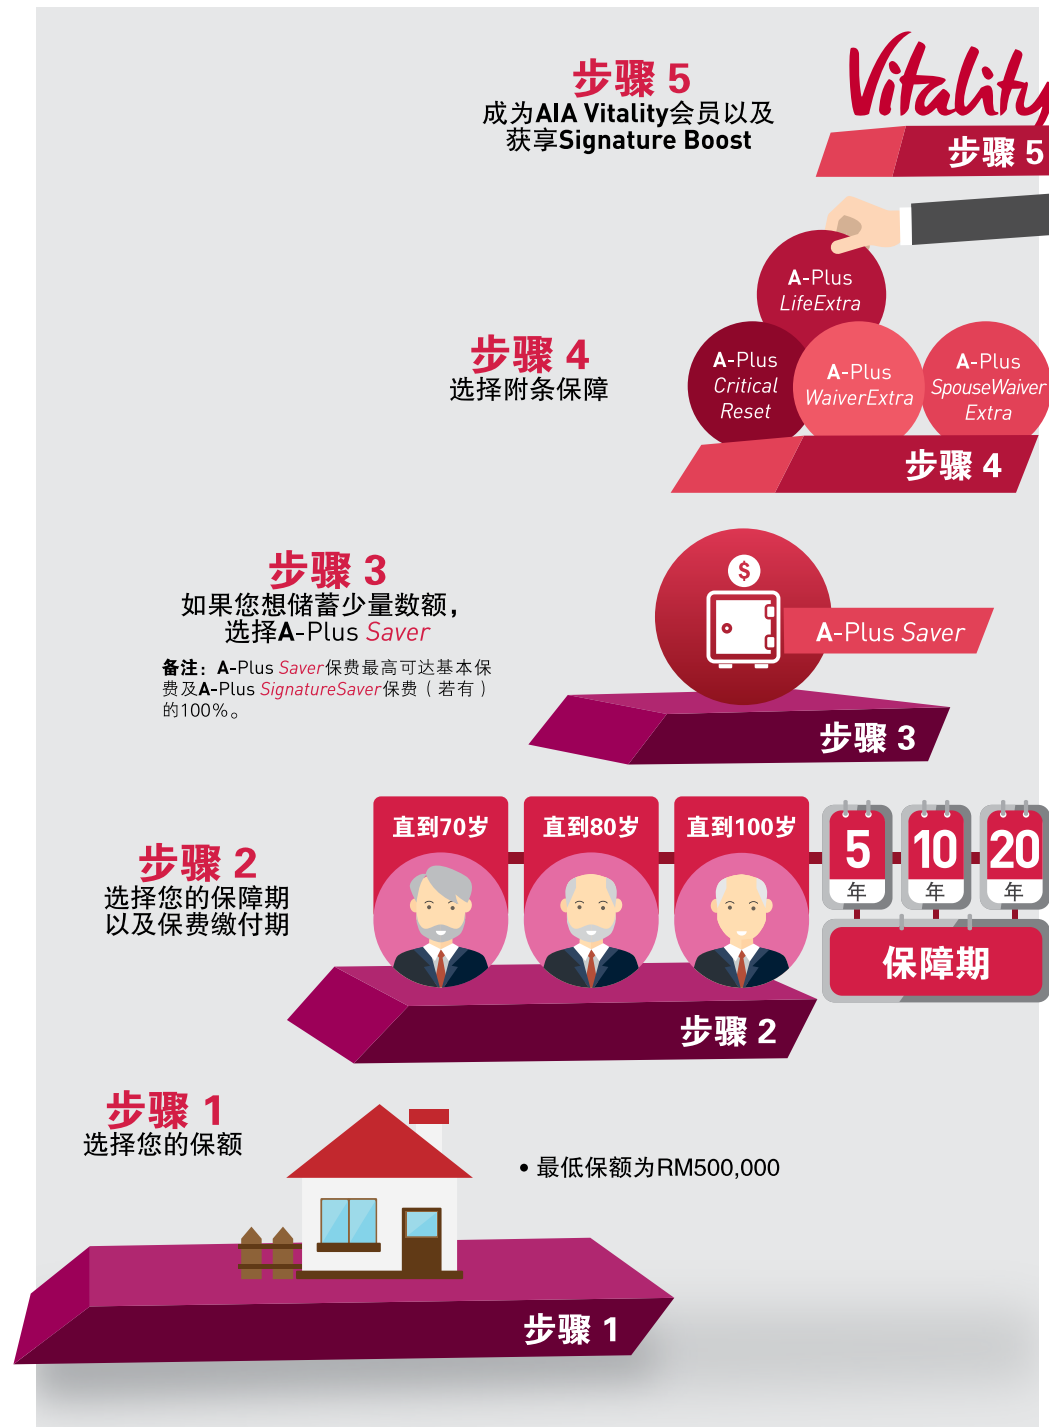 Vitality
步骤 5
成为AIA Vitality会员以及
获享Signature Boost
步骤 5
A-Plus
LifeExtra
步骤 4
选择附条保障
A-Plus
Critical
Reset
A-Plus
WaiverExtra
A-Plus
SpouseWaiver
Extra
步骤 4
步骤 3
如果您想储蓄少量数额，
选择A-Plus Saver
备注：A-Plus Saver保费最高可达基本保
费及A-Plus SignatureSaver保费（若有）
的100%。
$
A-Plus Saver
步骤 3
步骤 2
选择您的保障期
以及保费缴付期
直到70岁
直到80岁
直到100岁
5
年
10
年
20
年
保障期
步骤 2
步骤 1
选择您的保额
• 最低保额为RM500,000
步骤 1